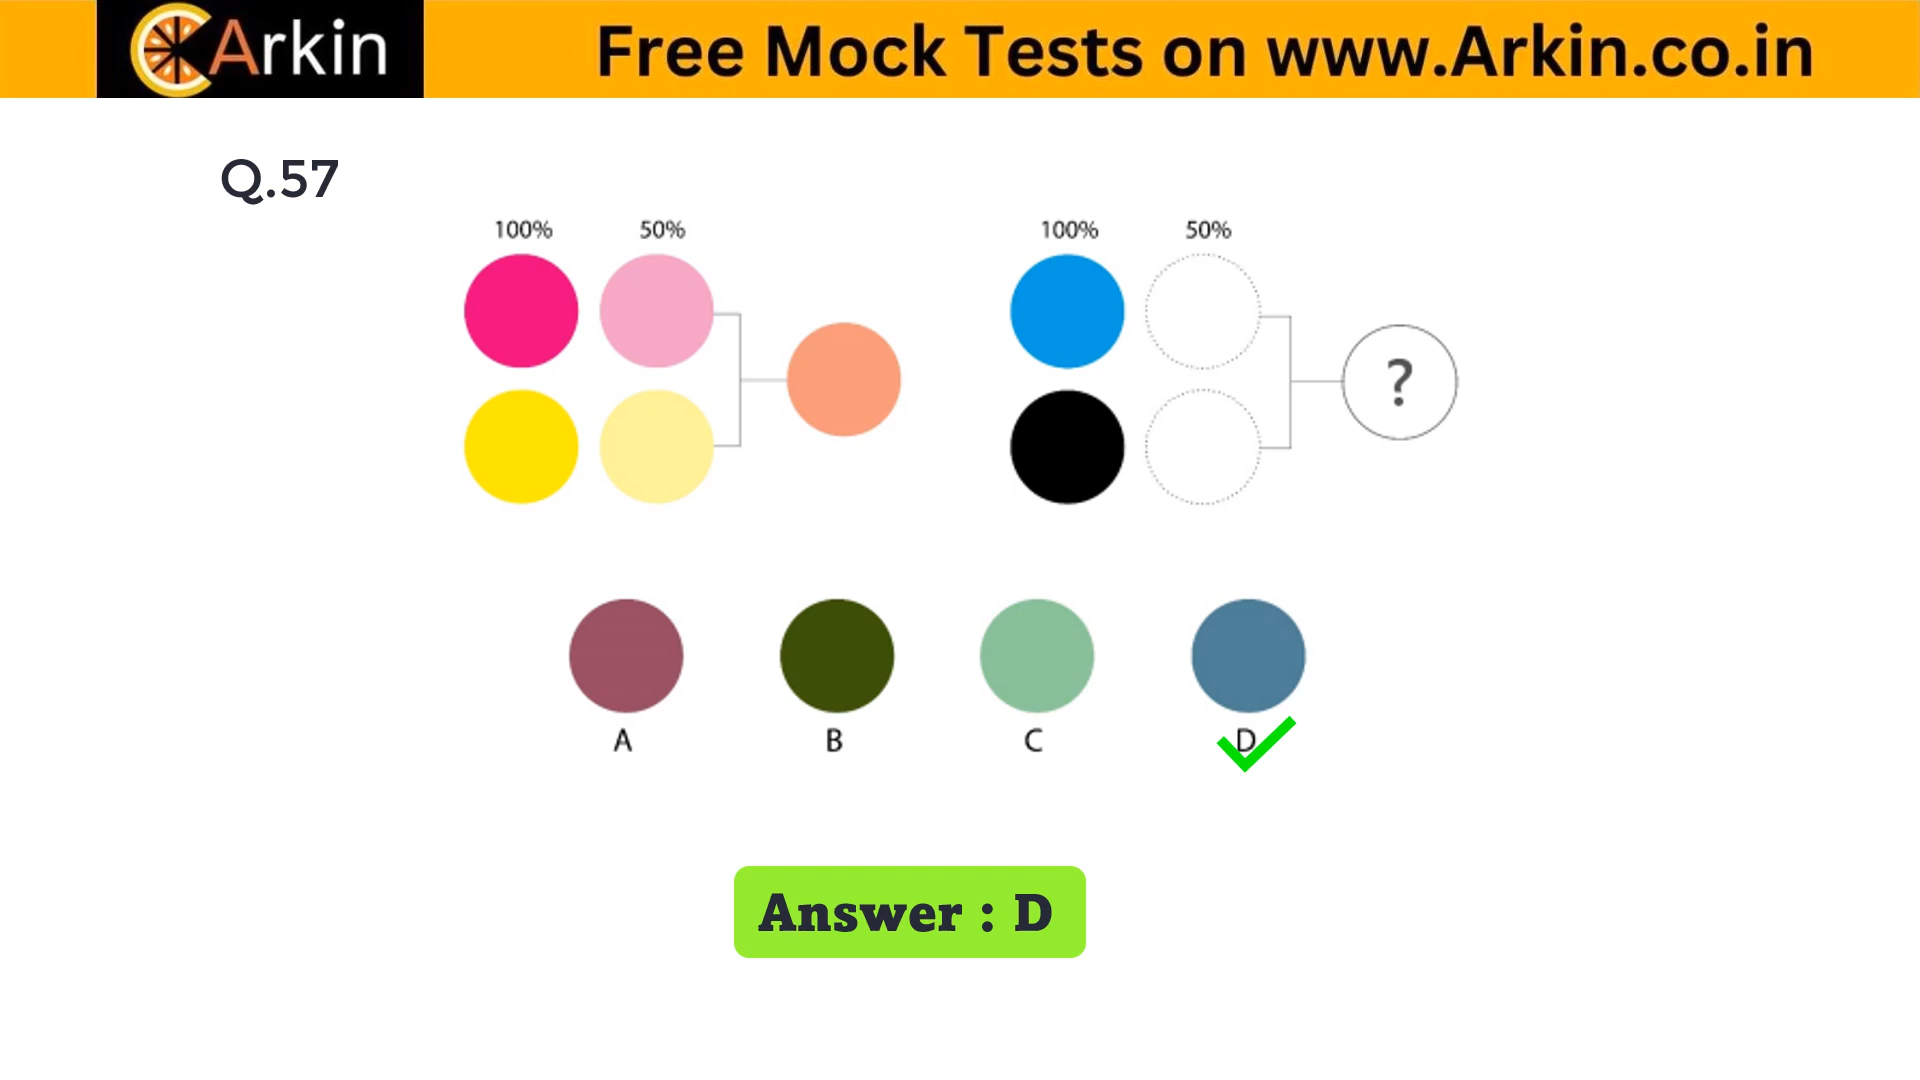 Arkin
Free Mock Tests on www.Arkin.co.in
Q.57
100% 50% 100% 50%
?
A B C D
Answer : D